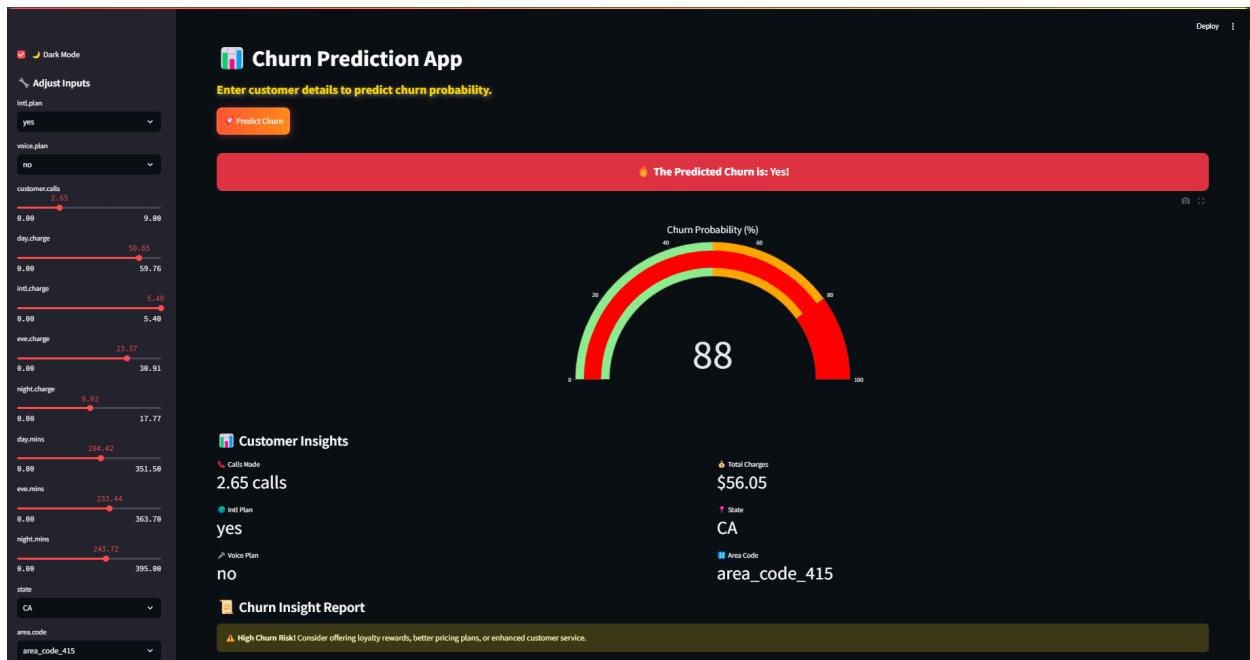 Deploy
Dark Mode
Adjust Inputs
intl.plan
yes
voice.plan
no
customer.calls
2.65
0.00 9.00
day.charge
50.65
0.00 59.76
intl.charge
5.40
0.00 5.40
eve.charge
23.57
0.00 30.91
night.charge
9.02
0.00 17.77
day.mins
204.42
0.00 351.50
eve.mins
233.44
0.00 363.70
night.mins
243.72
0.00 395.00
state
CA
area.code
area_code_415
Churn Prediction App
Enter customer details to predict churn probability.
Predict Churn
The Predicted Churn is: Yes!
Churn Probability (%)
40 60
20 80
88
0 100
Customer Insights
Calls Made Total Charges
2.65 calls $56.05
Intl Plan State
yes CA
Voice Plan Area Code
no area_code_415
Churn Insight Report
High Churn Risk! Consider offering loyalty rewards, better pricing plans, or enhanced customer service.